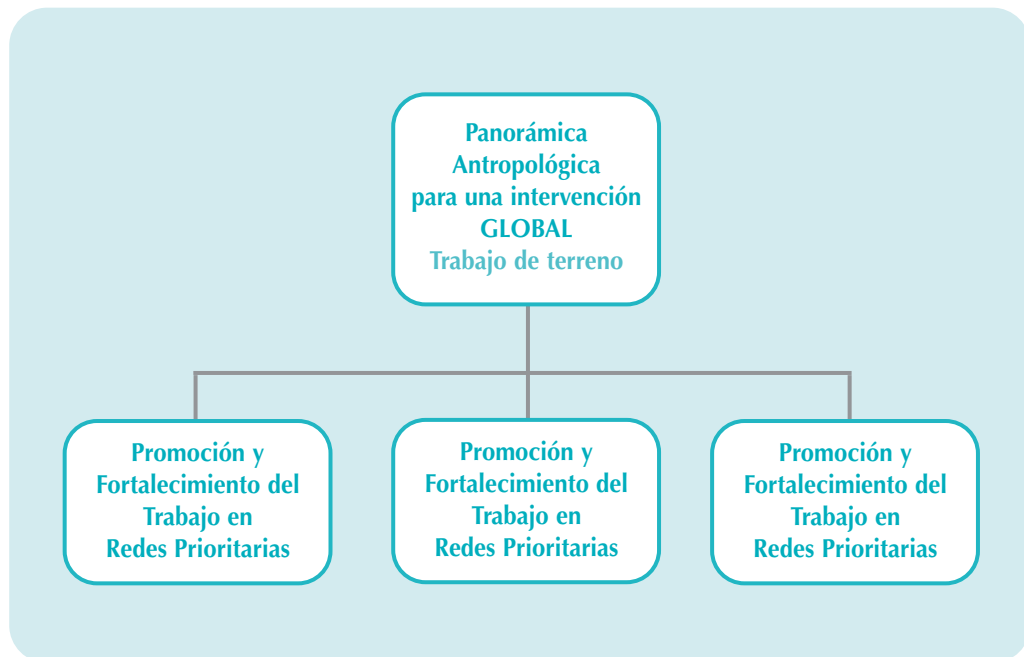 Panorámica
Antropológica
para una intervención
GLOBAL
Trabajo de terreno
Promoción y
Fortalecimiento del
Trabajo en
Redes Prioritarias
Promoción y
Fortalecimiento del
Trabajo en
Redes Prioritarias
Promoción y
Fortalecimiento del
Trabajo en
Redes Prioritarias